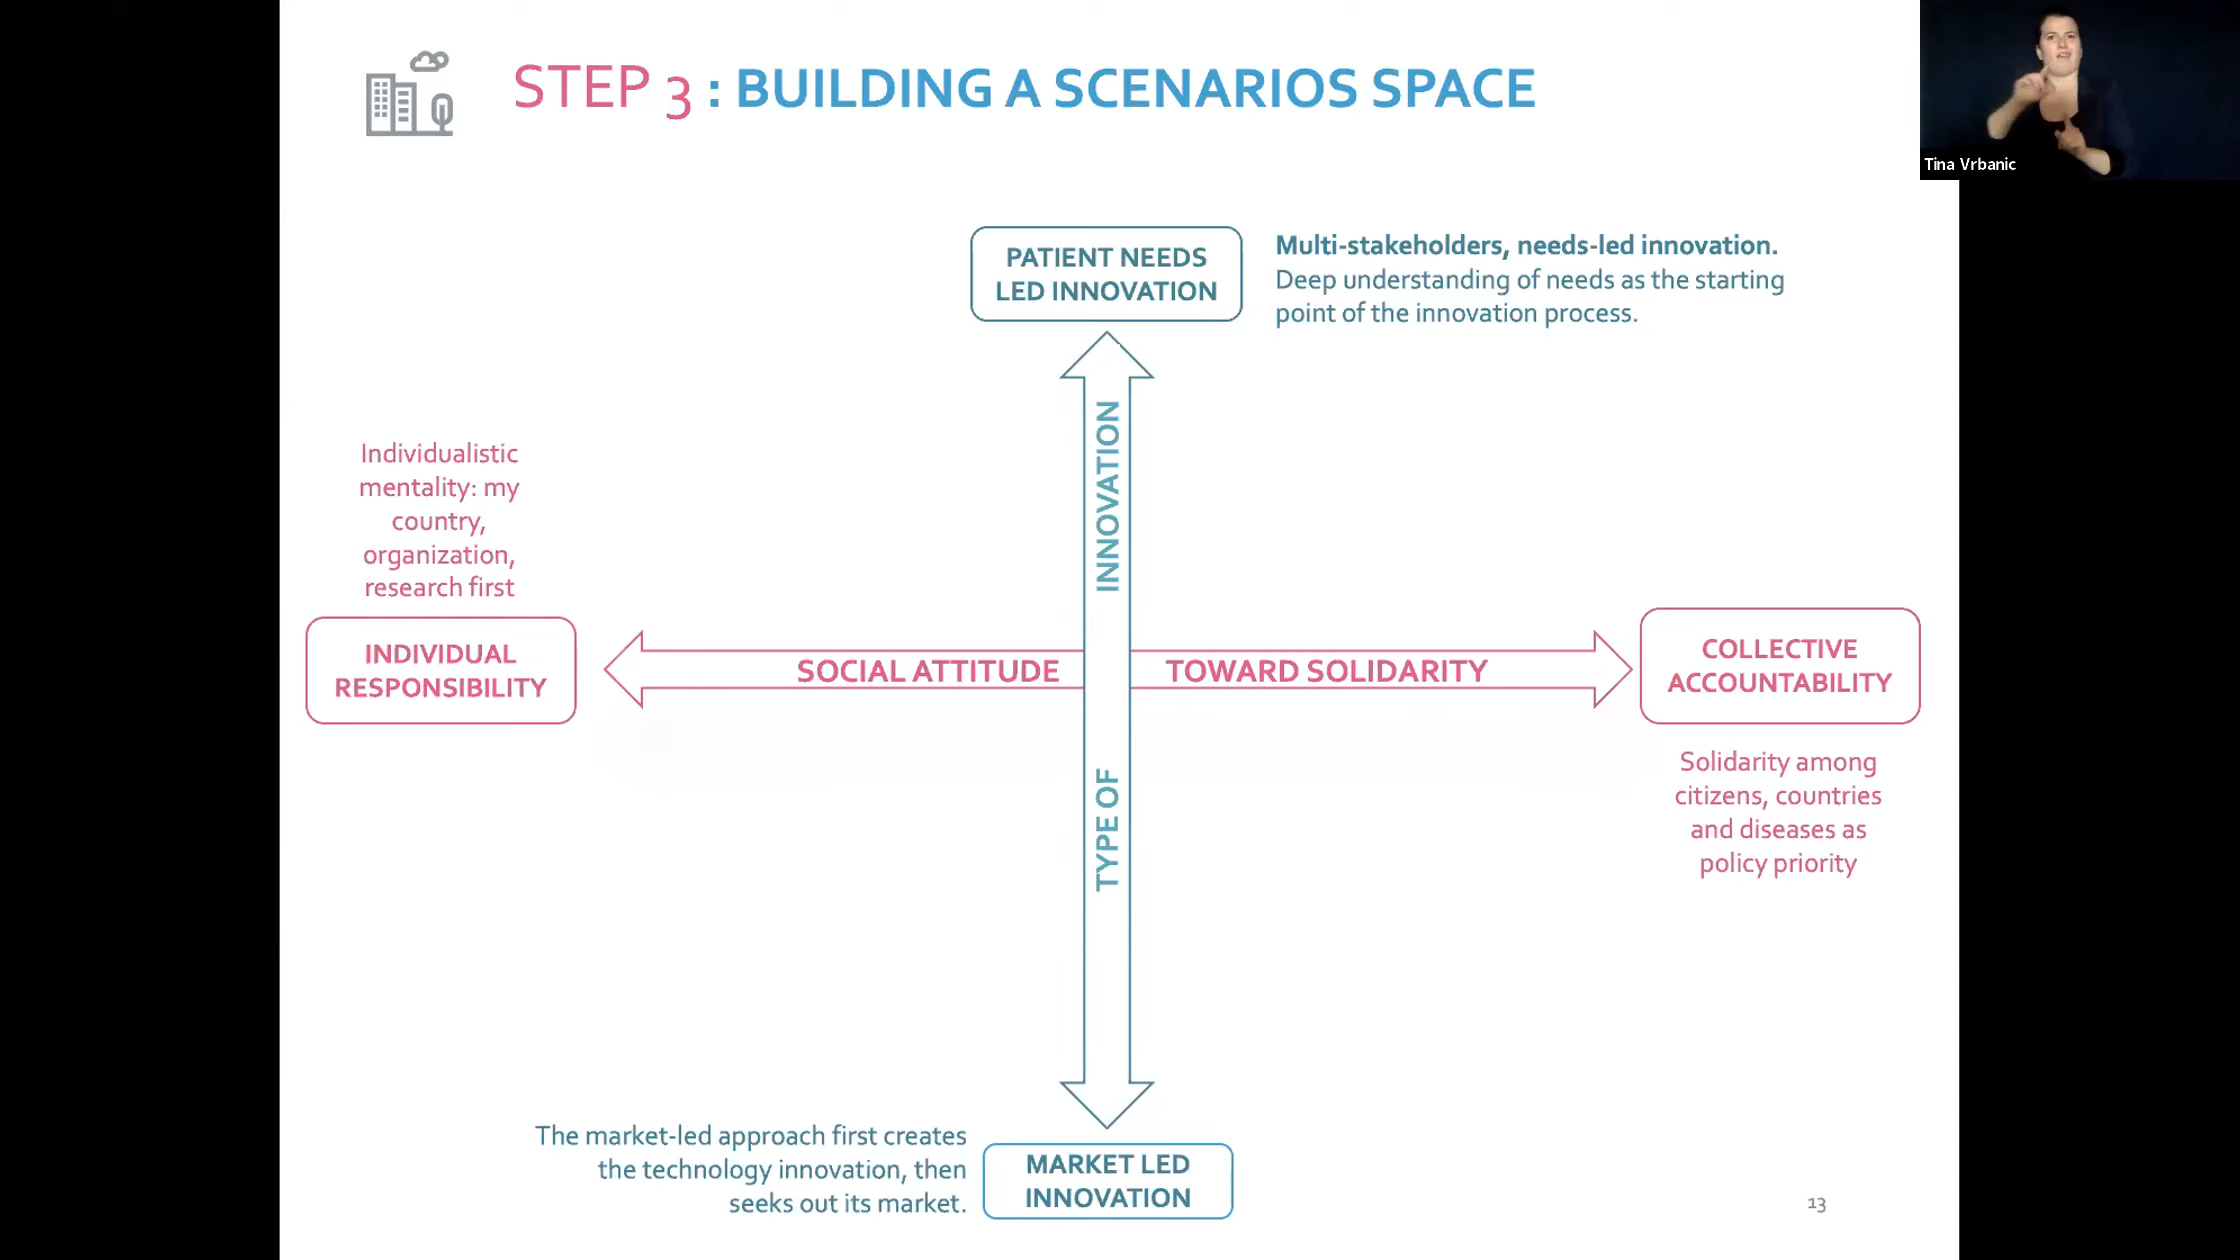 STEP 3 : BUILDING A SCENARIOS SPACE
Tina Vrbanic
PATIENT NEEDS
LED INNOVATION
Multi-stakeholders, needs-led innovation.
Deep understanding of needs as the starting
point of the innovation process.
INNOVATION
Individualistic
mentality: my
country,
organization,
research first
INDIVIDUAL
RESPONSIBILITY
SOCIAL ATTITUDE
TOWARD SOLIDARITY
COLLECTIVE
ACCOUNTABILITY
Solidarity among
citizens, countries
and diseases as
policy priority
TYPE OF
The market-led approach first creates
the technology innovation, then
seeks out its market.
MARKET LED
INNOVATION
13